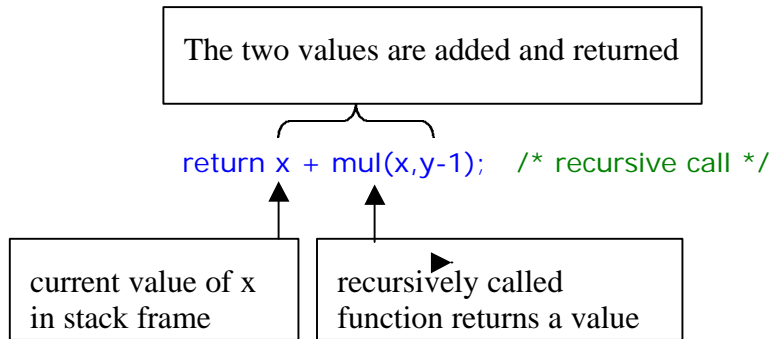 The two values are added and returned
return x + mul(x,y-1);   /* recursive call */
current value of x
in stack frame
recursively called
function returns a value